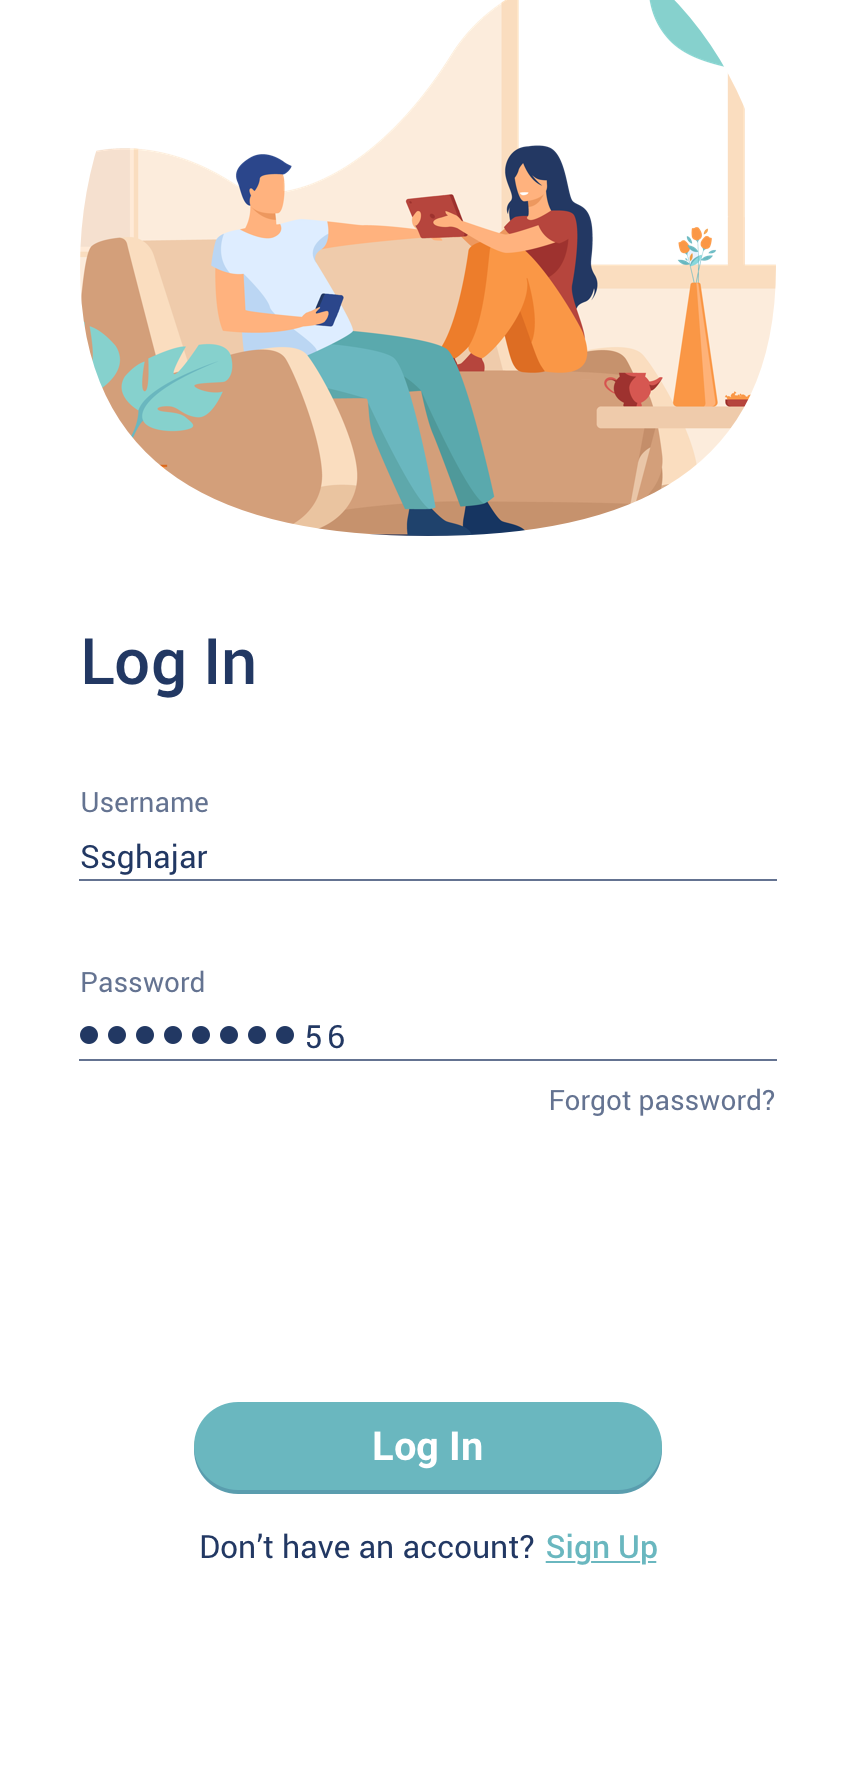 Log In
Username
Ssghajar
Password
●●●●●●●●56
Forgot password?
Log In
Don’t have an account? Sign Up